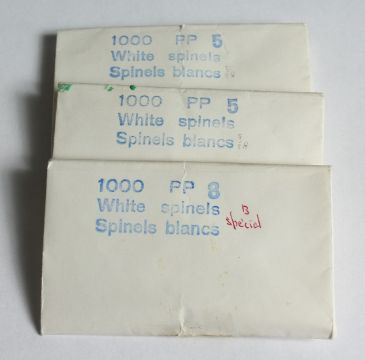 1000 PP 5
White spinels
Spinels blancs
1000 PP 5
White spinels
Spinels blancs
1000 PP 8
White spinels
Spinels blancs
B
special